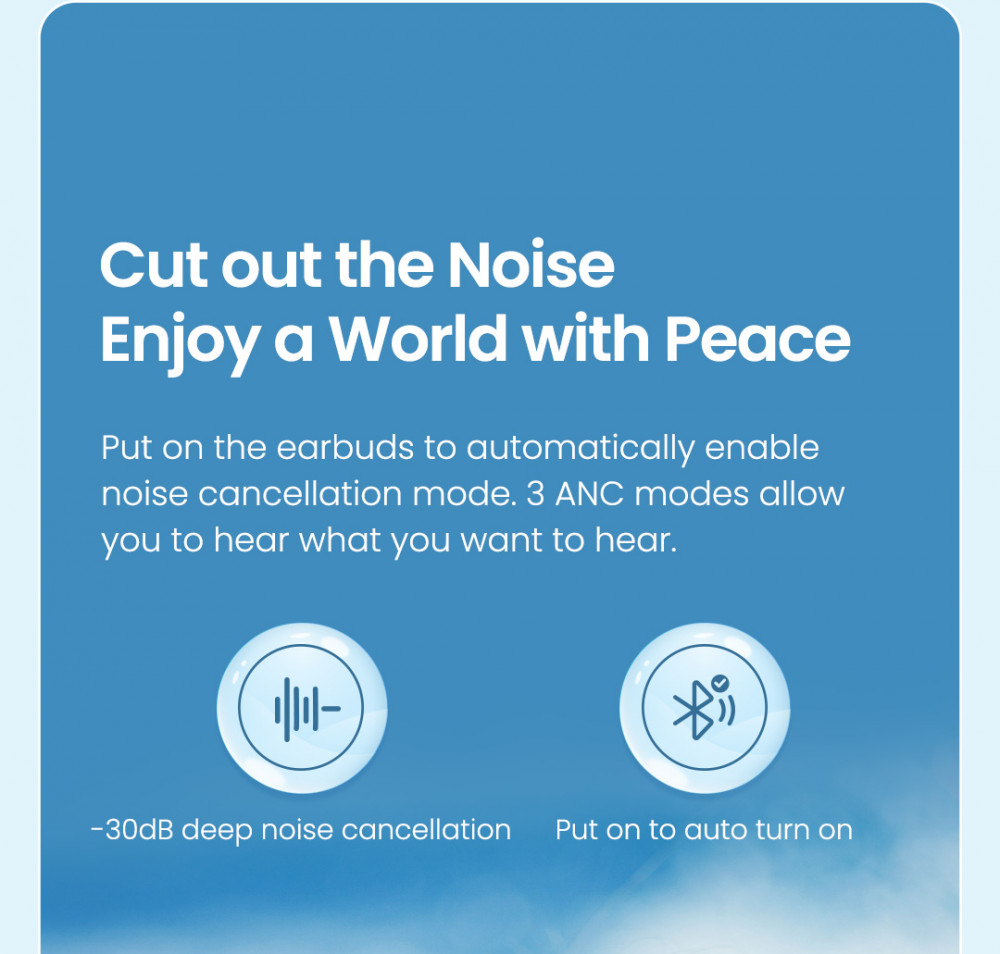 Cut out the Noise
Enjoy a World with Peace
Put on the earbuds to automatically enable
noise cancellation mode. 3 ANC modes allow
you to hear what you want to hear.
-30dB deep noise cancellation
Put on to auto turn on